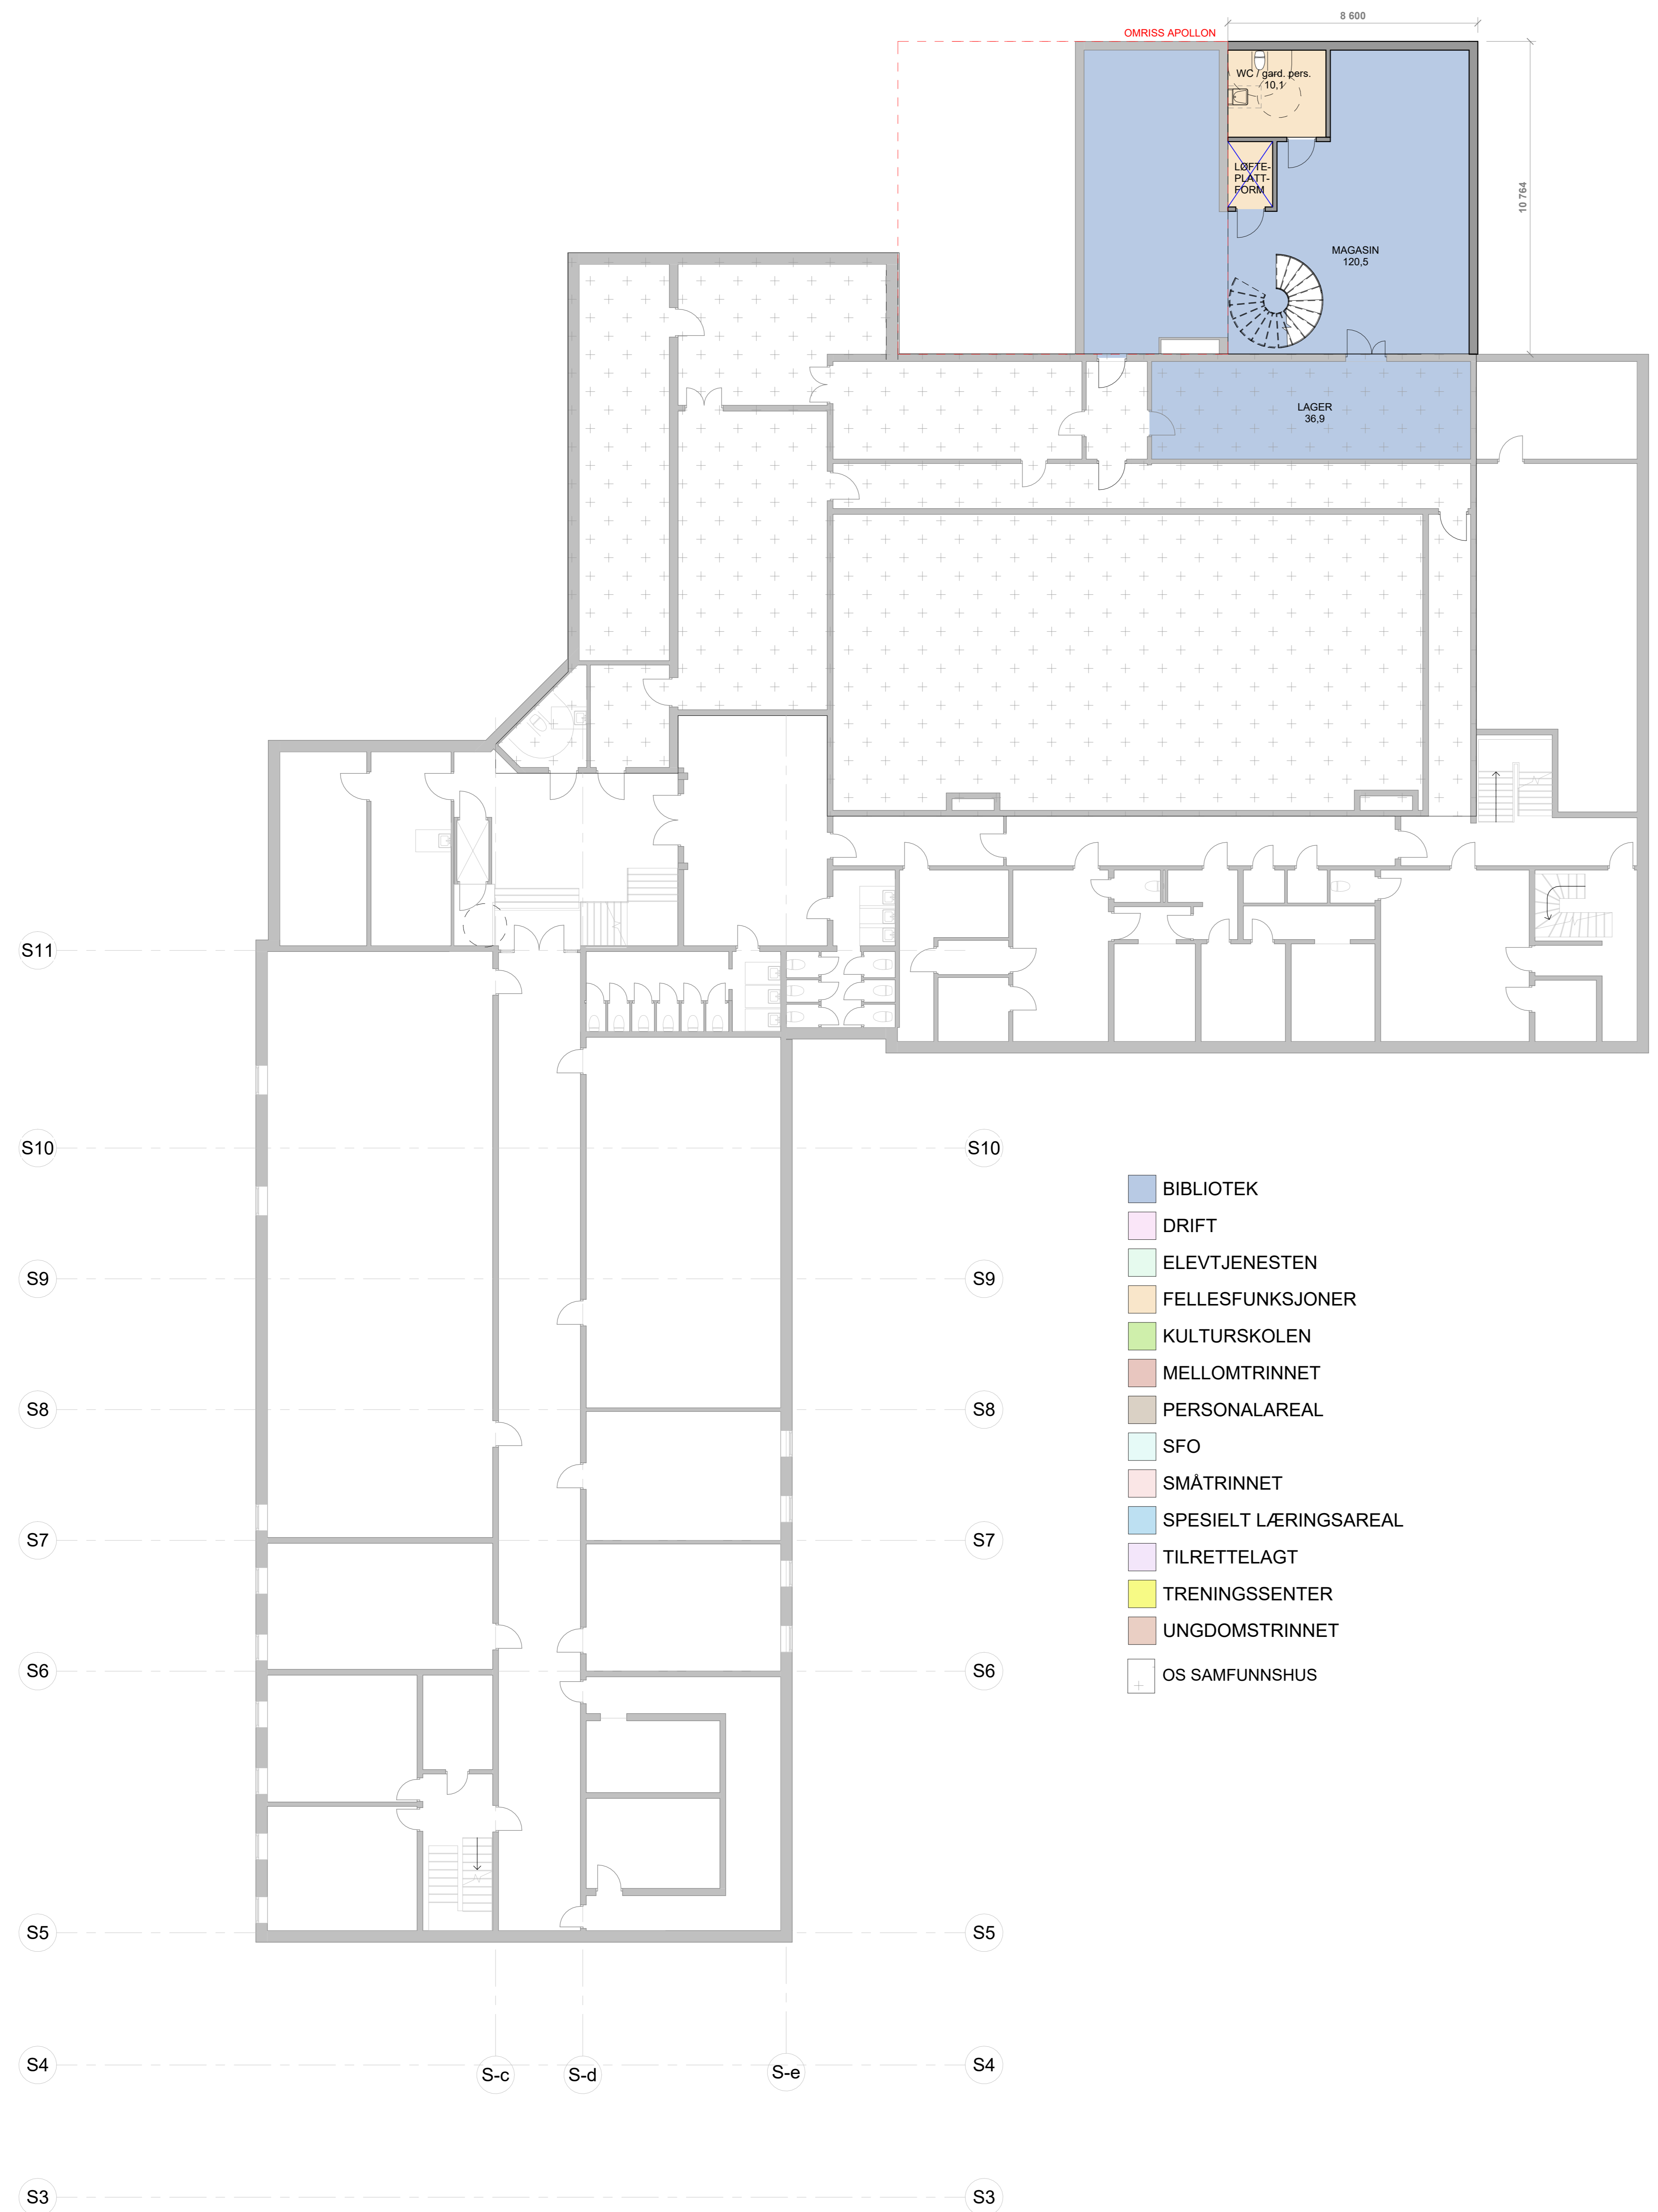 8 600
OMRISS APOLLON
WC / gard. pers.
10,1
LØFTE-
PLATT-
FORM
10 764
MAGASIN
120,5
LAGER
36,9
S11
S10
S10
BIBLIOTEK
DRIFT
ELEVTJENESTEN
S9
S9
FELLESFUNKSJONER
KULTURSKOLEN
MELLOMTRINNET
S8
S8
PERSONALAREAL
SFO
SMÅTRINNET
SPESIELT LÆRINGSAREAL
S7
S7
TILRETTELAGT
TRENINGSSENTER
UNGDOMSTRINNET
S6
S6
OS SAMFUNNSHUS
S5
S5
S4
S4
S-c
S-d
S-e
S3
S3